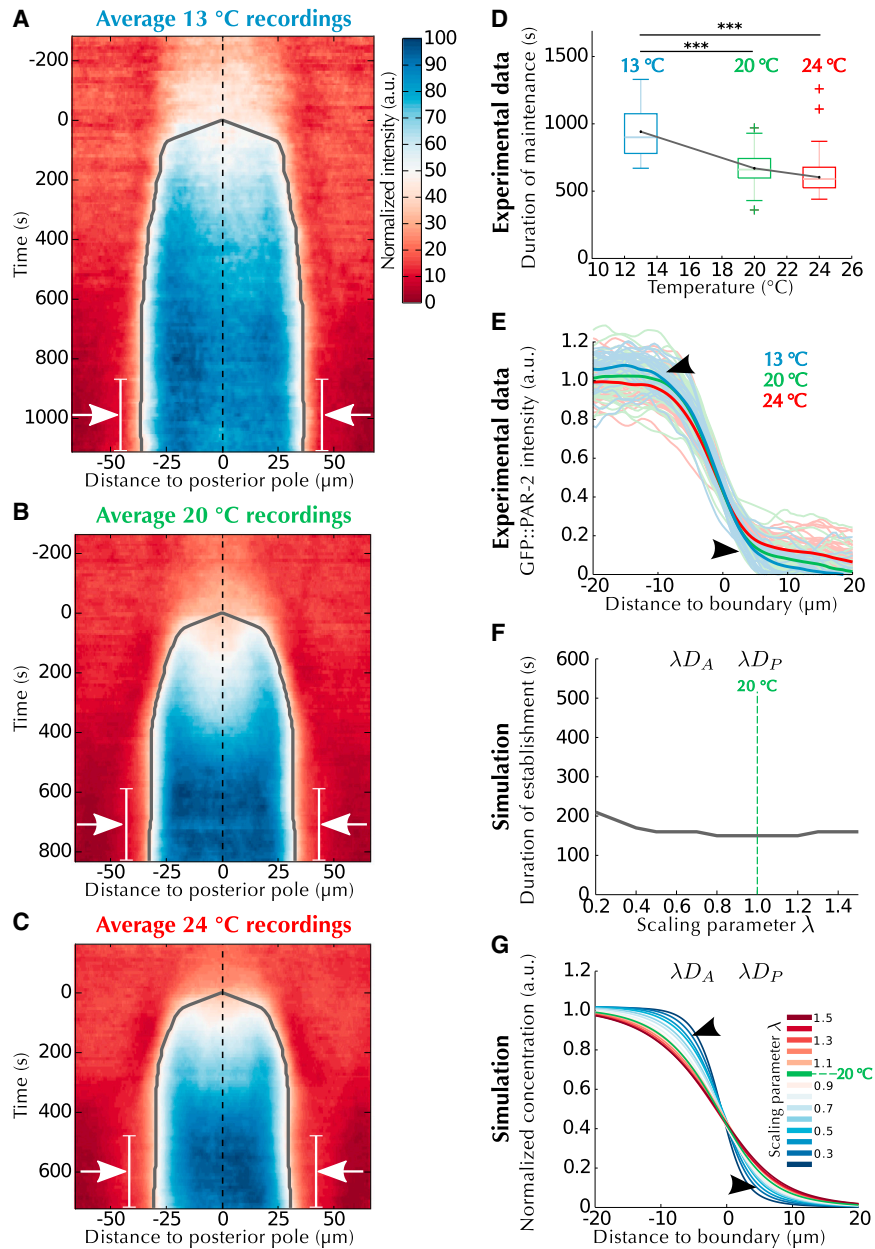 A
Average 13 °C recordings
-200
0
200
400
600
800
1000
Time (s)
-50 -25 0 25 50
Distance to posterior pole (µm)
100
90
80
70
60
50
40
30
20
10
0
Normalized intensity (a.u.)
B
Average 20 °C recordings
-200
0
200
400
600
800
Time (s)
-50 -25 0 25 50
Distance to posterior pole (µm)
C
Average 24 °C recordings
0
200
400
600
Time (s)
-50 -25 0 25 50
Distance to posterior pole (µm)
D
Experimental data
Duration of maintenance (s)
1500
1000
500
0
***
***
13 °C 20 °C 24 °C
10 12 14 16 18 20 22 24 26
Temperature (°C)
E
Experimental data
GFP::PAR-2 intensity (a.u.)
1.2
1.0
0.8
0.6
0.4
0.2
0
13 °C
20 °C
24 °C
-20 -10 0 10 20
Distance to boundary (µm)
F
Simulation
Duration of establishment (s)
600
500
400
300
200
100
0
λD_A λD_P
20 °C
0.2 0.4 0.6 0.8 1.0 1.2 1.4
Scaling parameter λ
G
Simulation
Normalized concentration (a.u.)
1.2
1.0
0.8
0.6
0.4
0.2
0
λD_A λD_P
Scaling parameter λ
1.5
1.3
1.1
20 °C
0.9
0.7
0.5
0.3
-20 -10 0 10 20
Distance to boundary (µm)